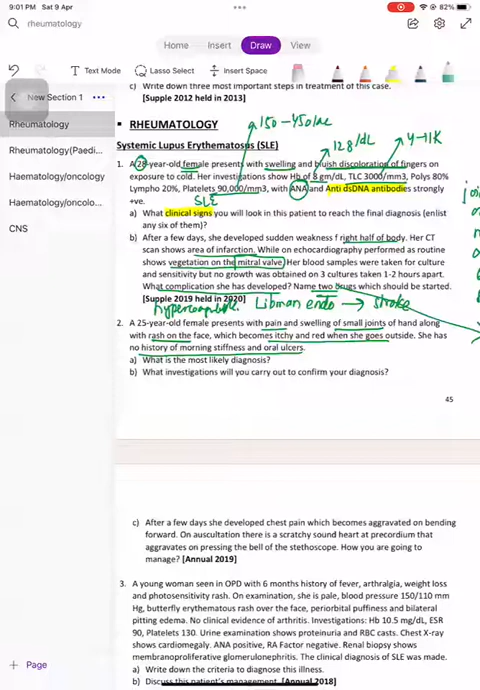 9:01 PM Sat 9 Apr
82%
rheumatology
Home Insert Draw View
Text Mode Lasso Select Insert Space
New Section 1
Rheumatology
Rheumatology(Paedi...
Haematology/oncology
Haematology/oncolo...
CNS
Page
c) Write down three most important steps in treatment of this case.
[Supple 2012 held in 2013]
RHEUMATOLOGY
150-450lac
128/dL
4-11K
Systemic Lupus Erythematosus (SLE)
1. A 28-year-old female presents with swelling and bluish discoloration of fingers on
exposure to cold. Her investigations show Hb of 8 gm/dL, TLC 3000/mm3, Polys 80%
Lympho 20%, Platelets 90,000/mm3, with ANA and Anti dsDNA antibodies strongly
+ve.
SLE
a) What clinical signs you will look in this patient to reach the final diagnosis (enlist
any six of them)?
b) After a few days, she developed sudden weakness f right half of body. Her CT
scan shows area of infarction. While on echocardiography performed as routine
shows vegetation on the mitral valve. Her blood samples were taken for culture
and sensitivity but no growth was obtained on 3 cultures taken 1-2 hours apart.
What complication she has developed? Name two drugs which should be started.
[Supple 2019 held in 2020]
Libman endo → stroke
2. A 25-year-old female presents with pain and swelling of small joints of hand along
with rash on the face, which becomes itchy and red when she goes outside. She has
no history of morning stiffness and oral ulcers.
a) What is the most likely diagnosis?
b) What investigations will you carry out to confirm your diagnosis?
45
c) After a few days she developed chest pain which becomes aggravated on bending
forward. On auscultation there is a scratchy sound heart at precordium that
aggravates on pressing the bell of the stethoscope. How you are going to
manage? [Annual 2019]
3. A young woman seen in OPD with 6 months history of fever, arthralgia, weight loss
and photosensitivity rash. On examination, she is pale, blood pressure 150/110 mm
Hg, butterfly erythematous rash over the face, periorbital puffiness and bilateral
pitting edema. No clinical evidence of arthritis. Investigations: Hb 10.5 mg/dL, ESR
90, Platelets 130. Urine examination shows proteinuria and RBC casts. Chest X-ray
shows cardiomegaly. ANA positive, RA Factor negative. Renal biopsy shows
membranoproliferative glomerulonephritis. The clinical diagnosis of SLE was made.
a) Write down the criteria to diagnose this illness.
b) Discuss this patient's management. [Annual 2018]